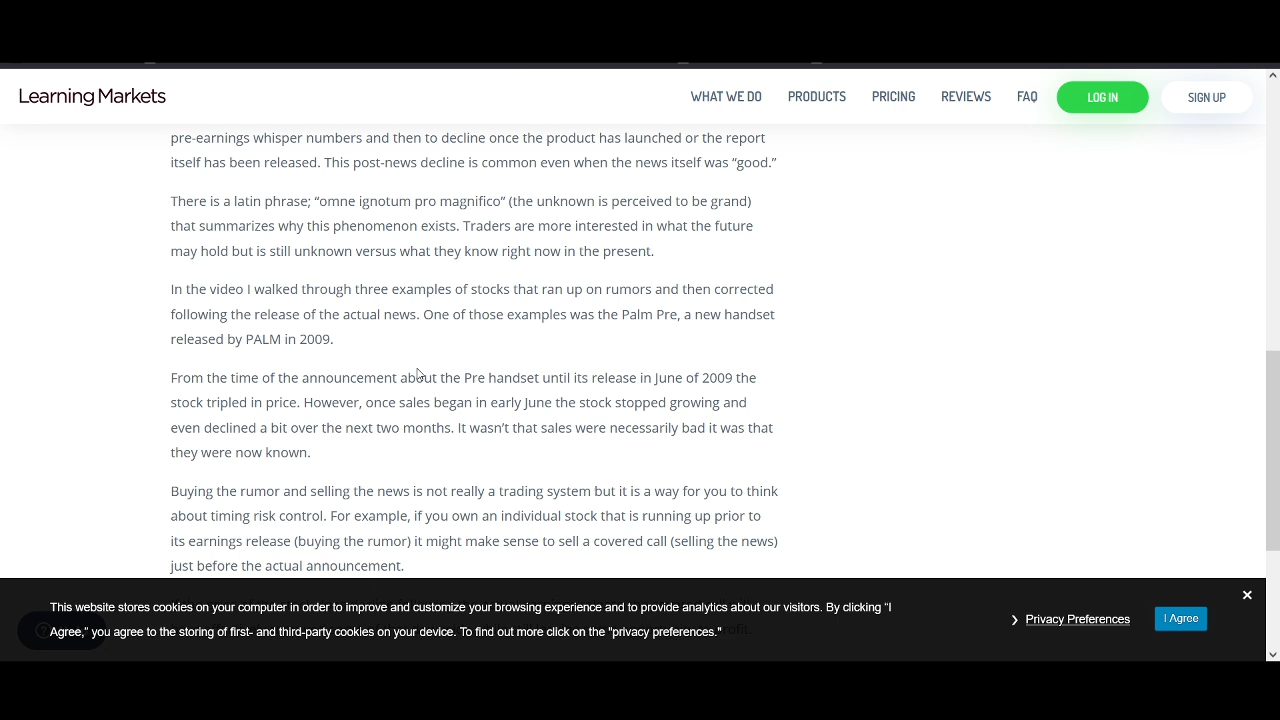 Learning Markets
WHAT WE DO
PRODUCTS
PRICING
REVIEWS
FAQ
LOG IN
SIGN UP
pre-earnings whisper numbers and then to decline once the product has launched or the report
itself has been released. This post-news decline is common even when the news itself was “good.”
There is a latin phrase; “omne ignotum pro magnifico” (the unknown is perceived to be grand)
that summarizes why this phenomenon exists. Traders are more interested in what the future
may hold but is still unknown versus what they know right now in the present.
In the video I walked through three examples of stocks that ran up on rumors and then corrected
following the release of the actual news. One of those examples was the Palm Pre, a new handset
released by PALM in 2009.
From the time of the announcement about the Pre handset until its release in June of 2009 the
stock tripled in price. However, once sales began in early June the stock stopped growing and
even declined a bit over the next two months. It wasn’t that sales were necessarily bad it was that
they were now known.
Buying the rumor and selling the news is not really a trading system but it is a way for you to think
about timing risk control. For example, if you own an individual stock that is running up prior to
its earnings release (buying the rumor) it might make sense to sell a covered call (selling the news)
just before the actual announcement.
This website stores cookies on your computer in order to improve and customize your browsing experience and to provide analytics about our visitors. By clicking "I
Agree," you agree to the storing of first- and third-party cookies on your device. To find out more click on the "privacy preferences."
Privacy Preferences
I Agree